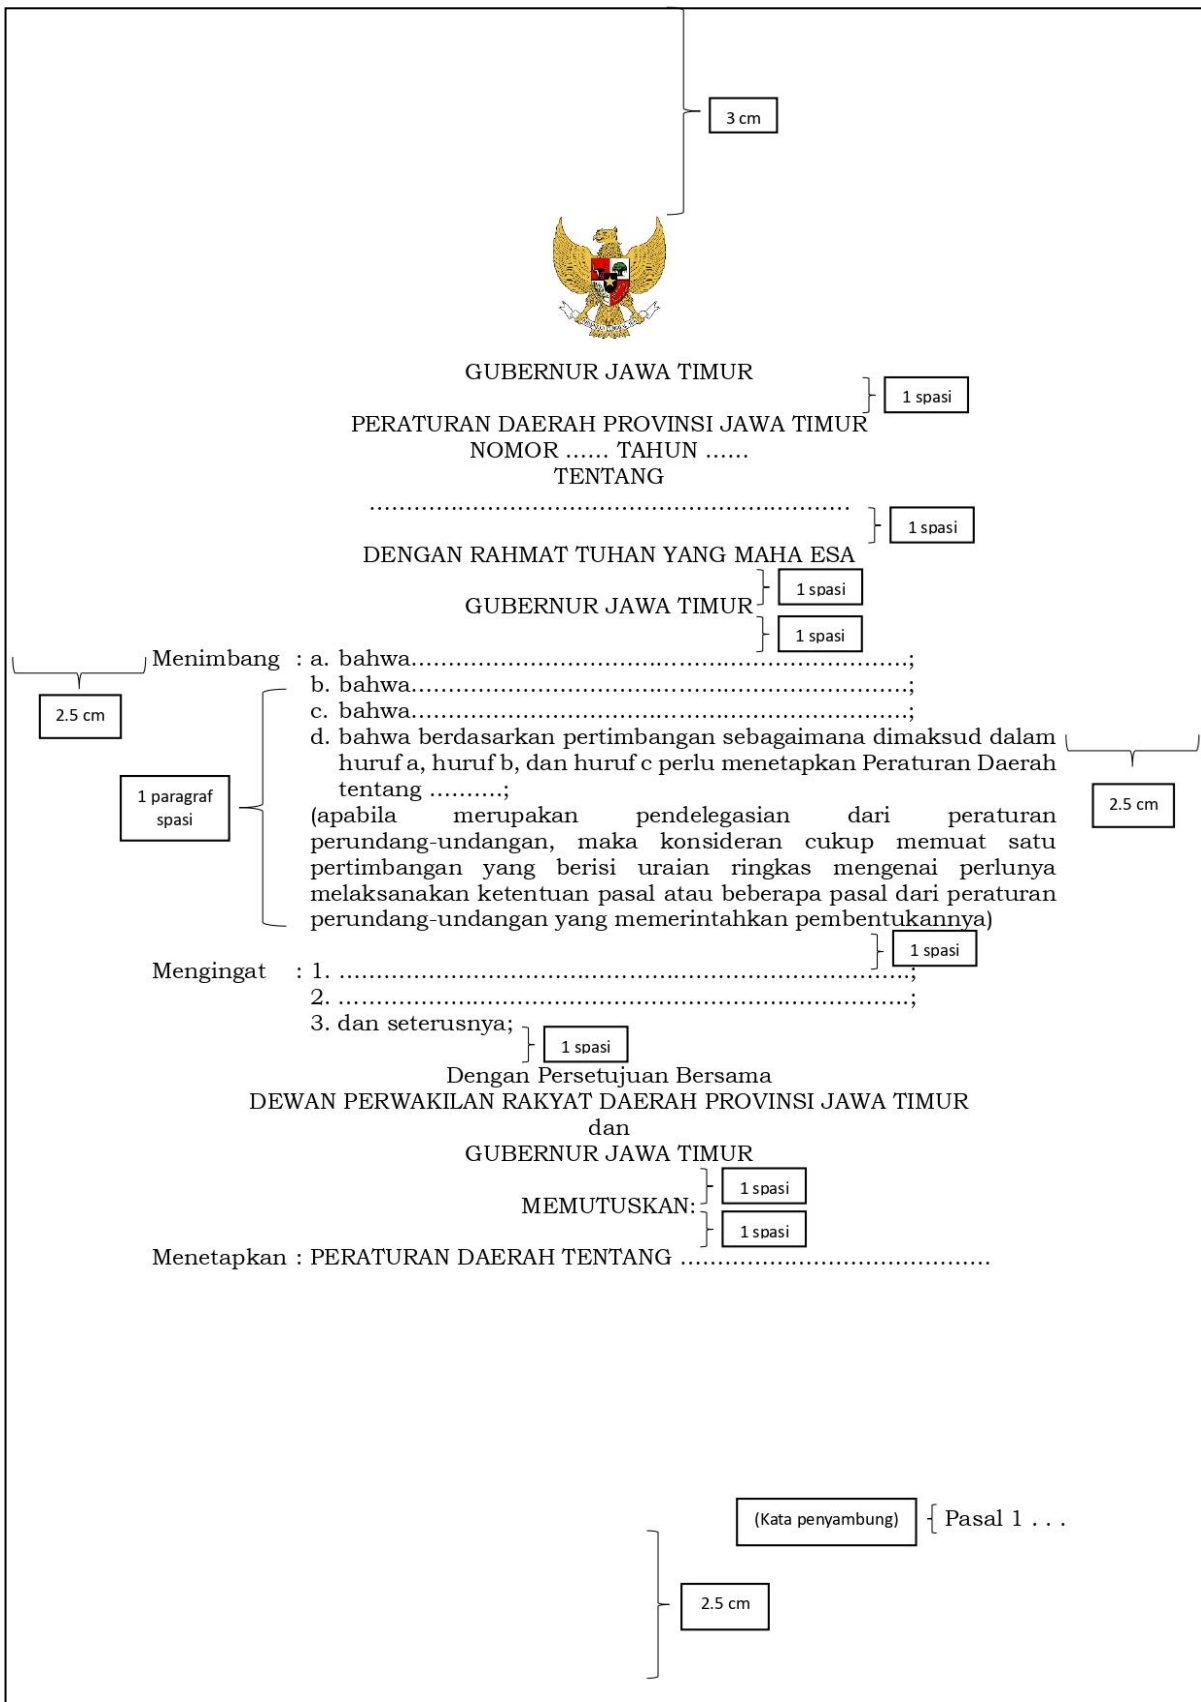 3 cm
GUBERNUR JAWA TIMUR
1 spasi
PERATURAN DAERAH PROVINSI JAWA TIMUR
NOMOR ...... TAHUN ......
TENTANG
................................................................
1 spasi
DENGAN RAHMAT TUHAN YANG MAHA ESA
1 spasi
GUBERNUR JAWA TIMUR
1 spasi
Menimbang : a. bahwa..................................................................;
b. bahwa..................................................................;
2.5 cm
c. bahwa..................................................................;
d. bahwa berdasarkan pertimbangan sebagaimana dimaksud dalam
huruf a, huruf b, dan huruf c perlu menetapkan Peraturan Daerah
tentang ..........;
2.5 cm
1 paragraf
spasi
(apabila merupakan pendelegasian dari peraturan
perundang-undangan, maka konsideran cukup memuat satu
pertimbangan yang berisi uraian ringkas mengenai perlunya
melaksanakan ketentuan pasal atau beberapa pasal dari peraturan
perundang-undangan yang memerintahkan pembentukannya)
1 spasi
Mengingat : 1. ............................................................................;
2. ............................................................................;
3. dan seterusnya;
1 spasi
Dengan Persetujuan Bersama
DEWAN PERWAKILAN RAKYAT DAERAH PROVINSI JAWA TIMUR
dan
GUBERNUR JAWA TIMUR
1 spasi
MEMUTUSKAN:
1 spasi
Menetapkan : PERATURAN DAERAH TENTANG ..........................................
(Kata penyambung) Pasal 1 . . .
2.5 cm